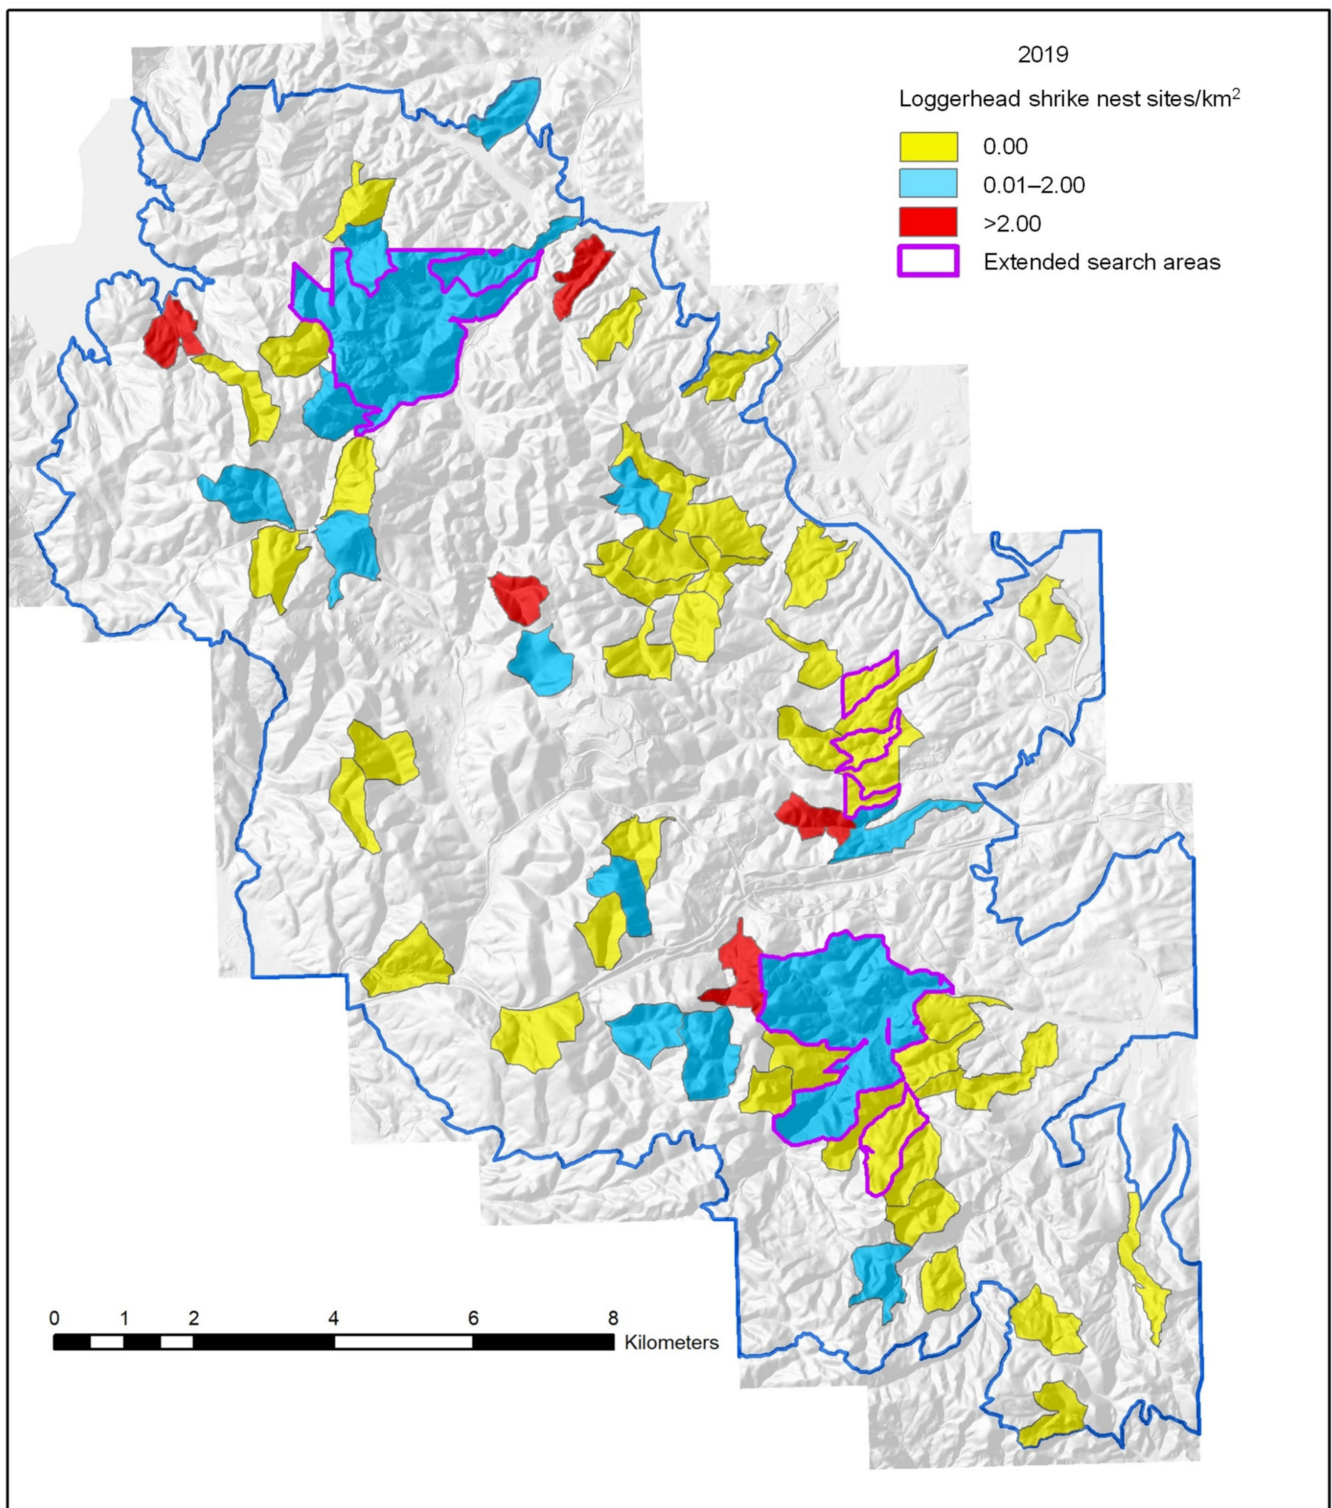 2019
Loggerhead shrike nest sites/km²
0.00
0.01–2.00
>2.00
Extended search areas
0 1 2 4 6 8
Kilometers